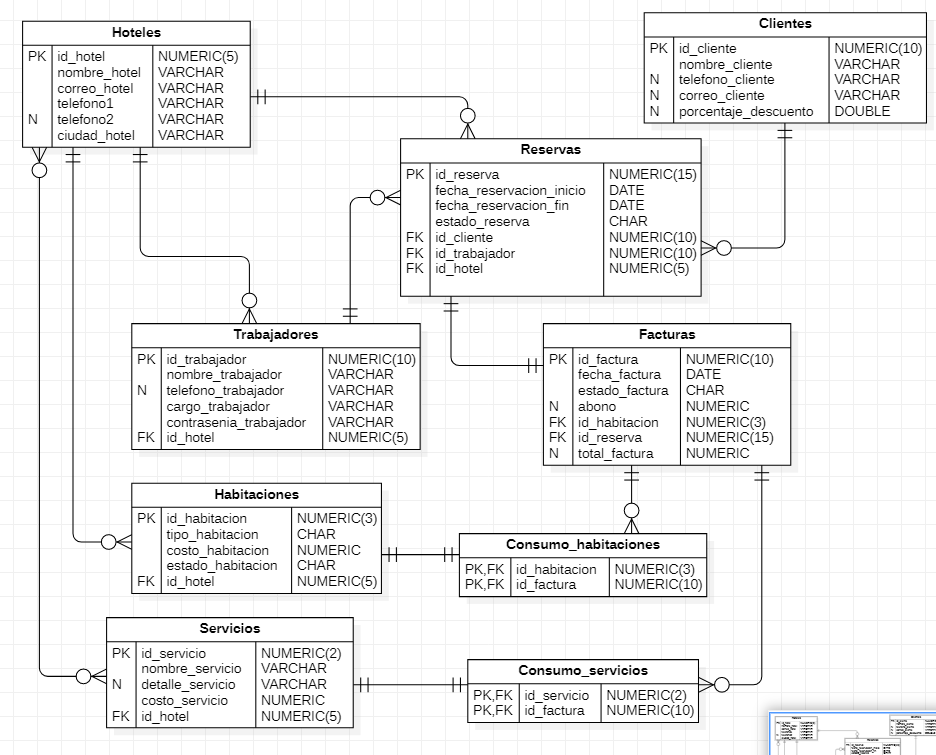 Hoteles
PK id_hotel NUMERIC(5)
nombre_hotel VARCHAR
correo_hotel VARCHAR
telefono1 VARCHAR
N telefono2 VARCHAR
ciudad_hotel VARCHAR
Clientes
PK id_cliente NUMERIC(10)
nombre_cliente VARCHAR
N telefono_cliente VARCHAR
N correo_cliente VARCHAR
N porcentaje_descuento DOUBLE
Reservas
PK id_reserva NUMERIC(15)
fecha_reservacion_inicio DATE
fecha_reservacion_fin DATE
estado_reserva CHAR
FK id_cliente NUMERIC(10)
FK id_trabajador NUMERIC(10)
FK id_hotel NUMERIC(5)
Trabajadores
PK id_trabajador NUMERIC(10)
nombre_trabajador VARCHAR
N telefono_trabajador VARCHAR
cargo_trabajador VARCHAR
contrasenia_trabajador VARCHAR
FK id_hotel NUMERIC(5)
Facturas
PK id_factura NUMERIC(10)
fecha_factura DATE
estado_factura CHAR
N abono NUMERIC
FK id_habitacion NUMERIC(3)
FK id_reserva NUMERIC(15)
N total_factura NUMERIC
Habitaciones
PK id_habitacion NUMERIC(3)
tipo_habitacion CHAR
costo_habitacion NUMERIC
estado_habitacion CHAR
FK id_hotel NUMERIC(5)
Consumo_habitaciones
PK,FK id_habitacion NUMERIC(3)
PK,FK id_factura NUMERIC(10)
Servicios
PK id_servicio NUMERIC(2)
nombre_servicio VARCHAR
N detalle_servicio VARCHAR
costo_servicio NUMERIC
FK id_hotel NUMERIC(5)
Consumo_servicios
PK,FK id_servicio NUMERIC(2)
PK,FK id_factura NUMERIC(10)